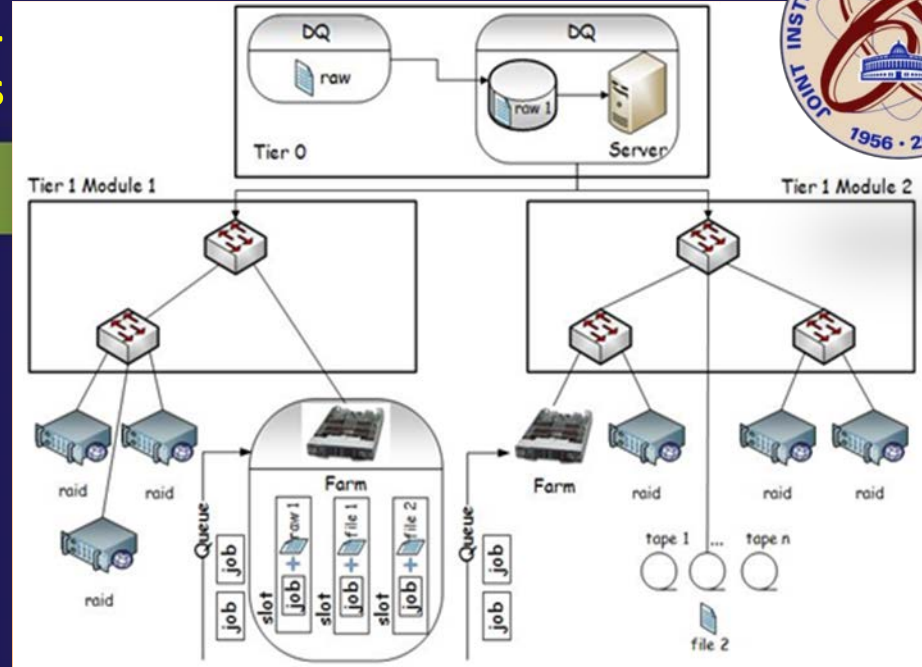 JOINT INST
1956 · 2
DQ
DQ
raw
raw 1
Tier 0
Server
Tier 1 Module 1
Tier 1 Module 2
raid
raid
raid
Farm
Farm
raid
raid
raid
Queue
job
job
slot
job + raw 1
slot
job + file 1
slot
job + file 2
Queue
job
job
tape 1
...
tape n
file 2